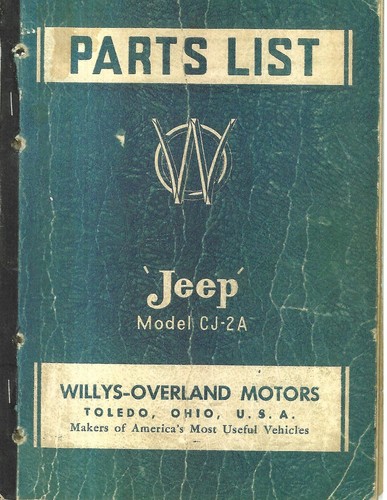 PARTS LIST
W
'Jeep'
Model CJ-2A
WILLYS-OVERLAND MOTORS
TOLEDO, OHIO, U.S.A.
Makers of America's Most Useful Vehicles